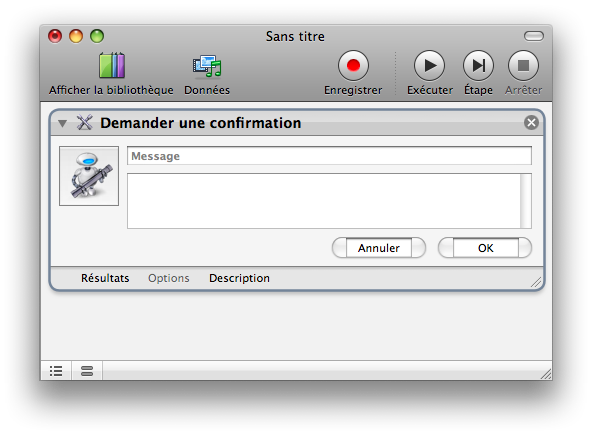 Sans titre
Afficher la bibliothèque Données Enregistrer Exécuter Étape Arrêter
Demander une confirmation
Message
Annuler OK
Résultats Options Description